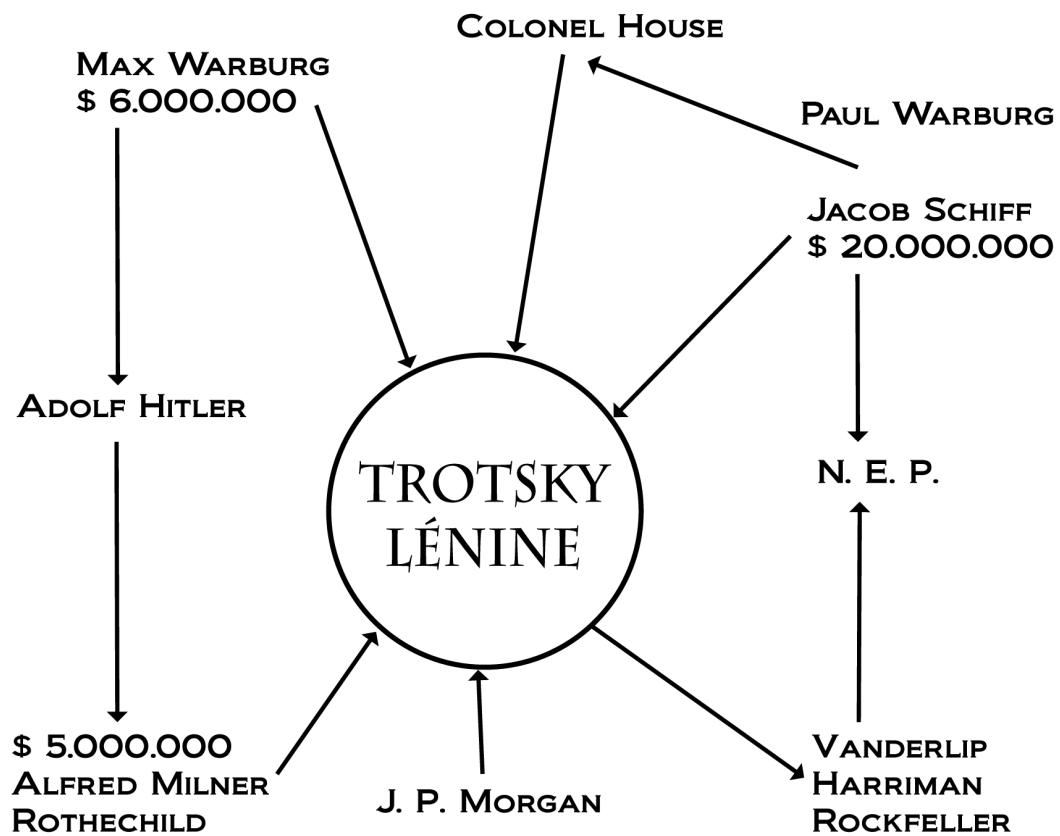 Colonel House
Max Warburg
$ 6.000.000
Paul Warburg
Jacob Schiff
$ 20.000.000
Adolf Hitler
TROTSKY
LÉNINE
N. E. P.
$ 5.000.000
Alfred Milner
Rothechild
J. P. Morgan
Vanderlip
Harriman
Rockfeller